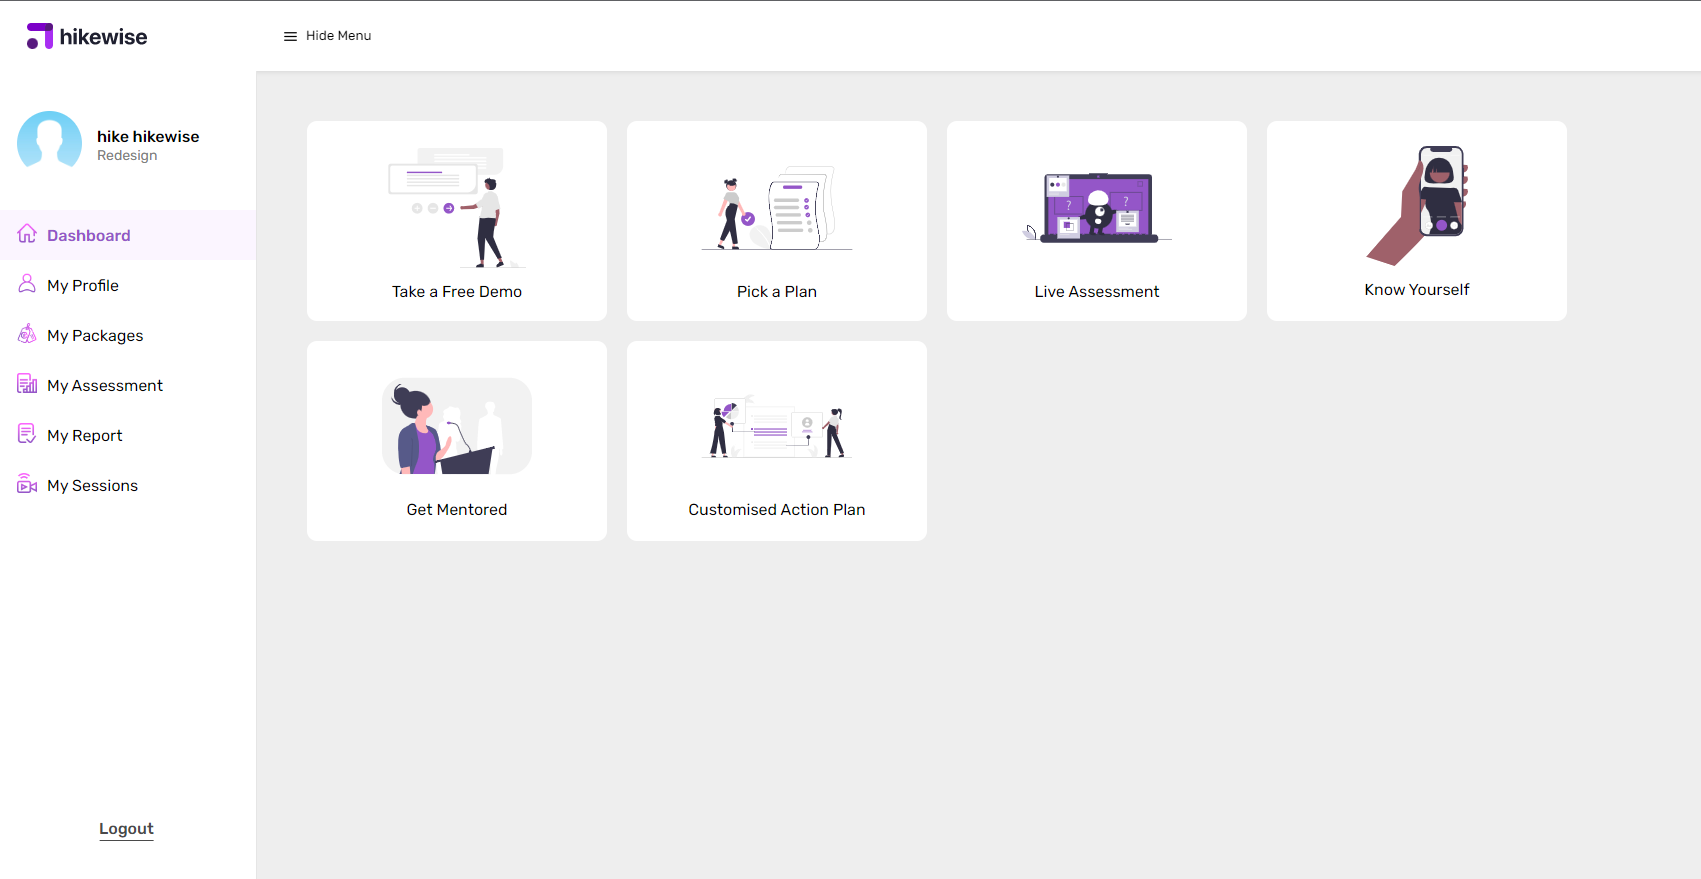 hikewise
Hide Menu
hike hikewise
Redesign
Dashboard
My Profile
My Packages
My Assessment
My Report
My Sessions
Logout
Take a Free Demo
Pick a Plan
Live Assessment
? ?
Know Yourself
Get Mentored
Customised Action Plan